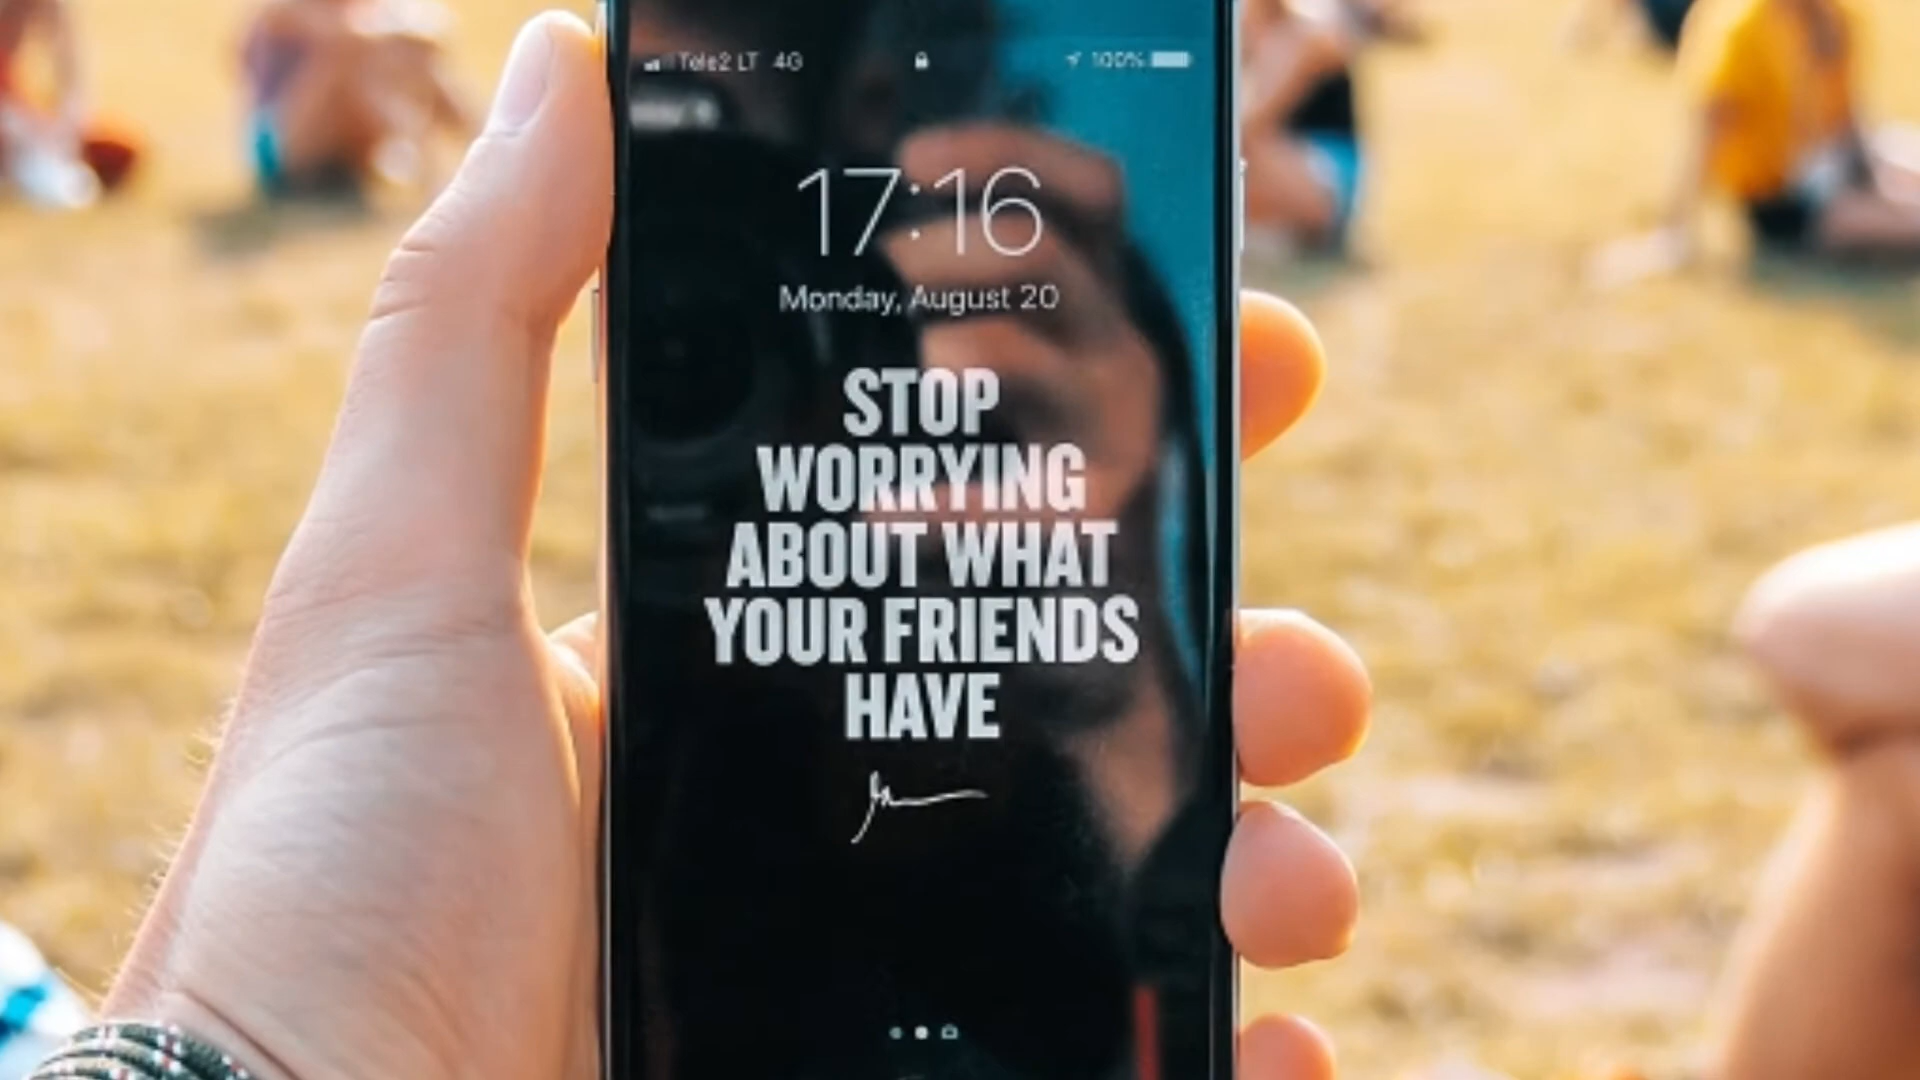 Tele2 LT 4G 100%
17:16
Monday, August 20
STOP
WORRYING
ABOUT WHAT
YOUR FRIENDS
HAVE